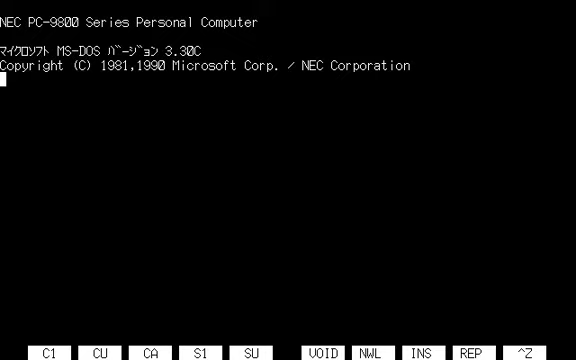 NEC PC-9800 Series Personal Computer
ﾏｲｸﾛｿﾌﾄ MS-DOS ﾊﾞｰｼﾞｮﾝ 3.30C
Copyright (C) 1981,1990 Microsoft Corp. / NEC Corporation
C1 CU CA S1 SU VOID NWL INS REP ^Z